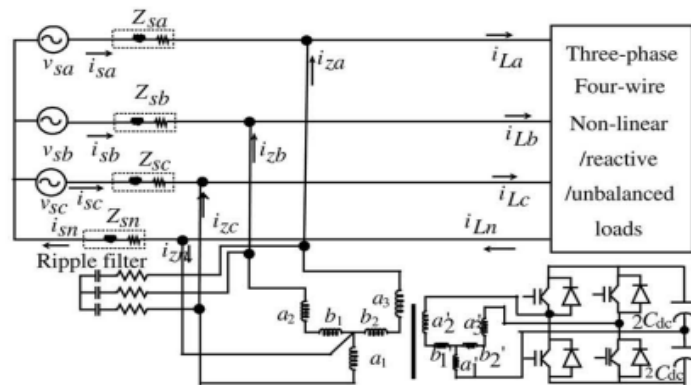 Z_sa
v_sa
i_sa
i_za
i_La
Three-phase
Four-wire
Non-linear
/reactive
/unbalanced
loads
Z_sb
v_sb
i_sb
i_zb
i_Lb
Z_sc
v_sc
i_sc
i_zc
i_Lc
i_sn
Z_sn
i_zn
i_Ln
Ripple filter
a_2
b_1
b_2
a_3
a_1
a'_2
a'_3
b_1'
a_1'
b_2'
2C_dc
2C_dc